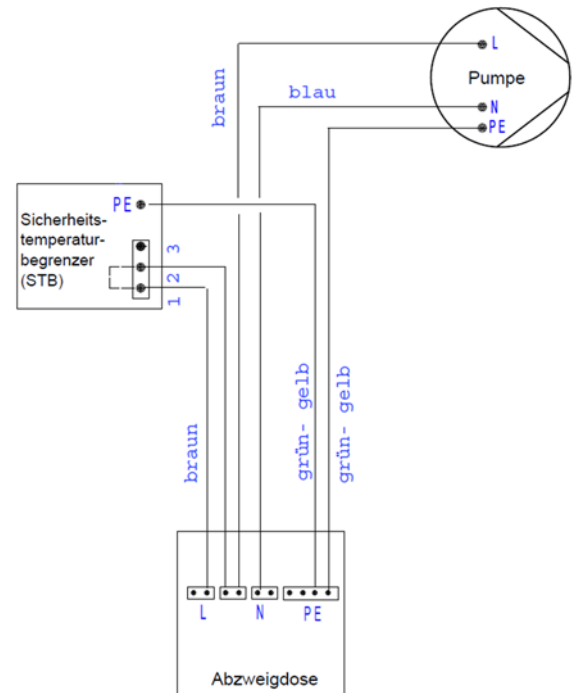 L
Pumpe
blau
N
PE
braun
PE
Sicherheits-
temperatur-
begrenzer
(STB)
3
2
1
braun
grün- gelb
grün- gelb
L
N
PE
Abzweigdose